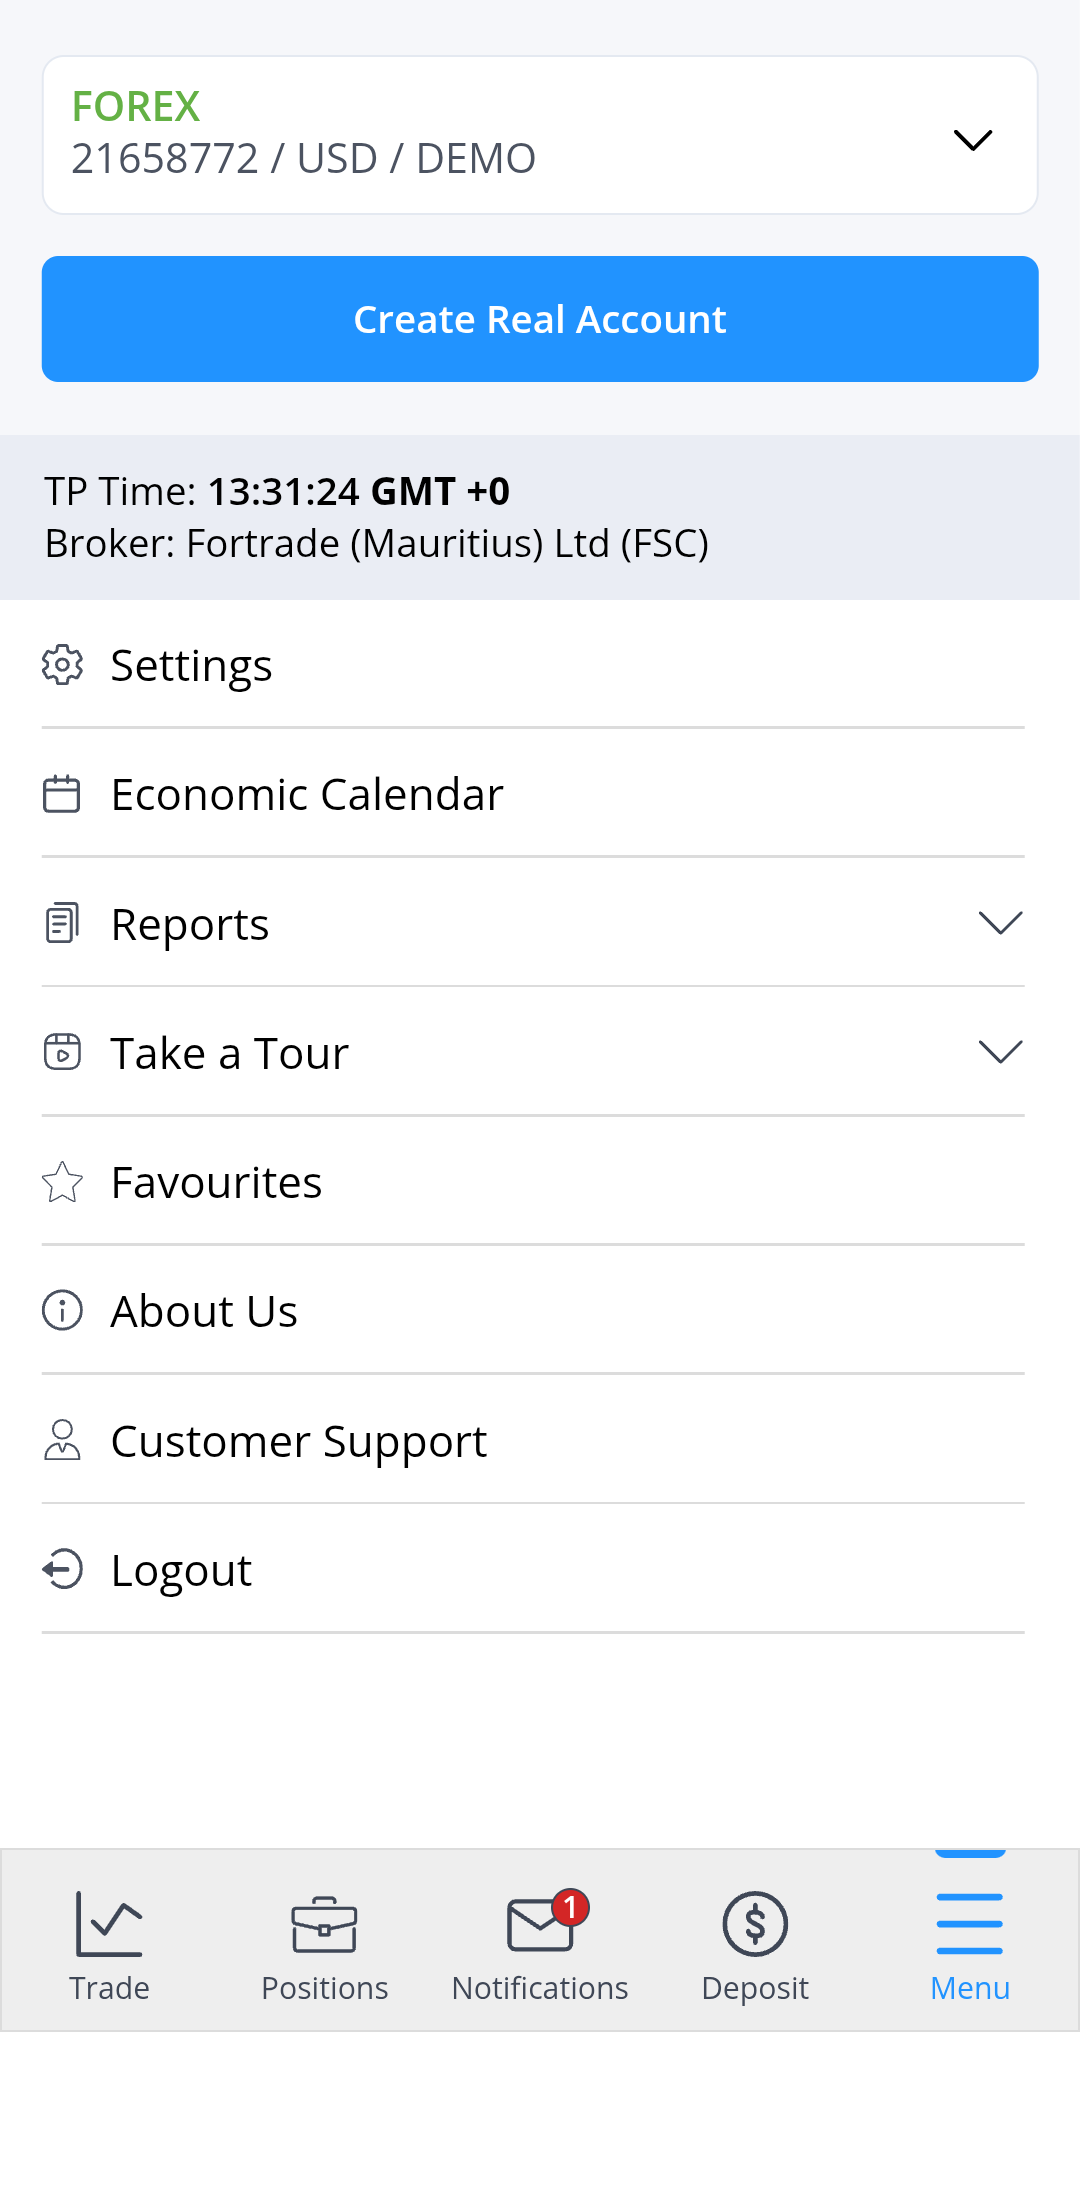 FOREX
21658772 / USD / DEMO
Create Real Account
TP Time: 13:31:24 GMT +0
Broker: Fortrade (Mauritius) Ltd (FSC)
Settings
Economic Calendar
Reports
Take a Tour
Favourites
About Us
Customer Support
Logout
1
Trade Positions Notifications Deposit Menu